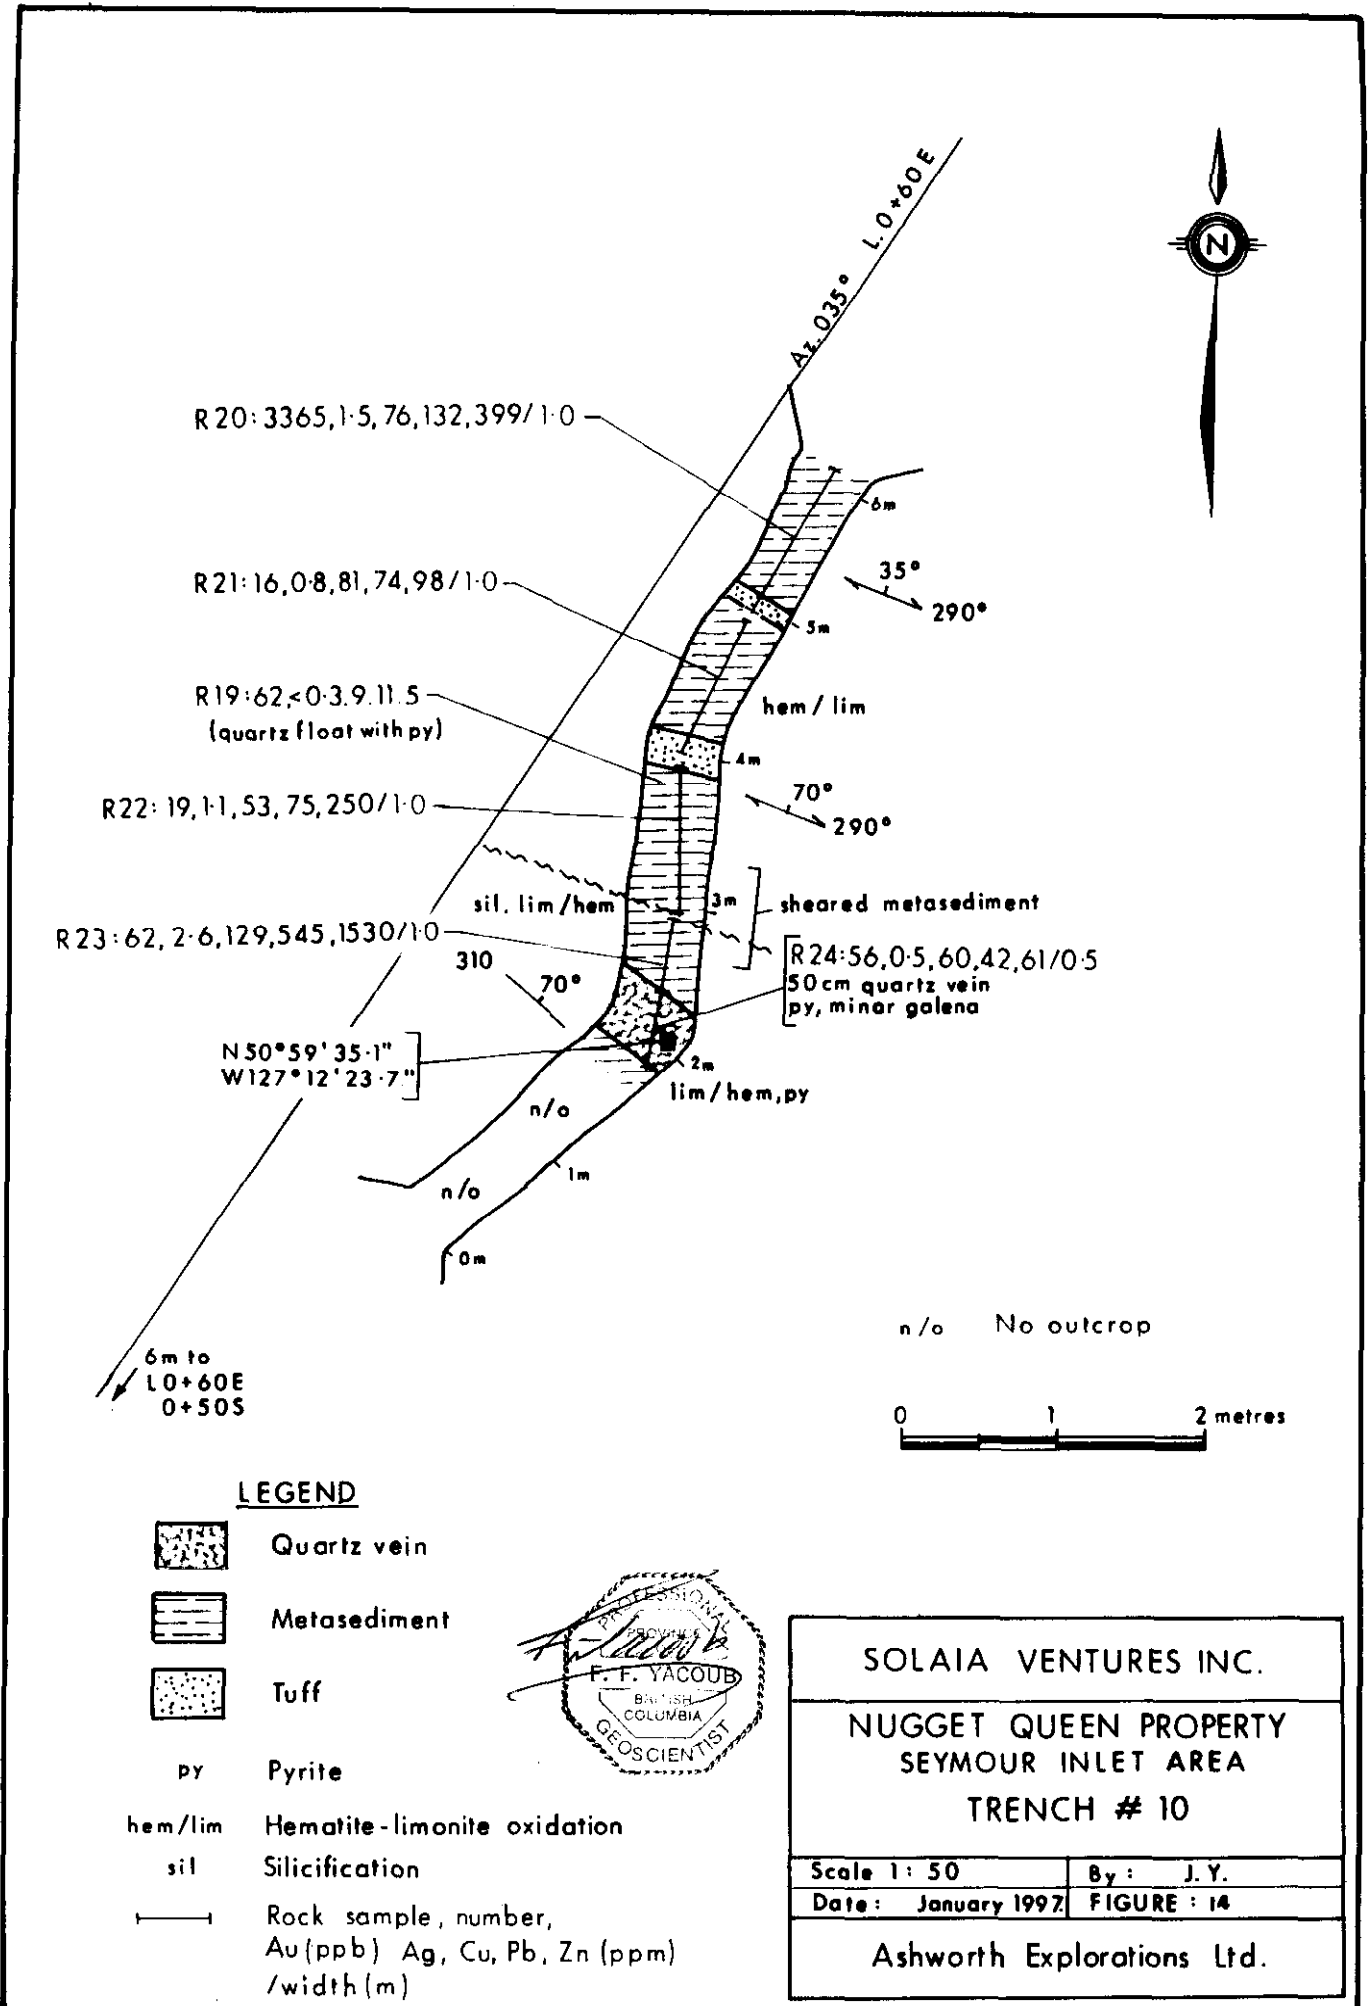 L. 0+60E
Az. 035°
N
R20: 3365, 1·5, 76, 132, 399/1·0
6m
35°
290°
R21: 16, 0·8, 81, 74, 98/1·0
5m
R19: 62, <0·3, 9, 11, 5
(quartz float with py)
hem/lim
4m
R22: 19, 1·1, 53, 75, 250/1·0
70°
290°
sil. lim/hem
3m
sheared metasediment
R23: 62, 2·6, 129, 545, 1530/1·0
R24: 56, 0·5, 60, 42, 61/0·5
50cm quartz vein
py, minor galena
310
70°
N50°59'35·1"
W127°12'23·7"
2m
lim/hem, py
n/o
1m
n/o
0m
n/o No outcrop
6m to
L0+60E
0+50S
0 1 2 metres
LEGEND
Quartz vein
Metasediment
Tuff
py Pyrite
hem/lim Hematite-limonite oxidation
sil Silicification
Rock sample, number,
Au(ppb) Ag, Cu, Pb, Zn (ppm)
/width(m)
PROFESSIONAL
PROVINCE
F. F. YACOUB
BRITISH
COLUMBIA
GEOSCIENTIST
SOLAIA VENTURES INC.
NUGGET QUEEN PROPERTY
SEYMOUR INLET AREA
TRENCH # 10
Scale 1: 50 By: J.Y.
Date: January 1997. FIGURE: 14
Ashworth Explorations Ltd.